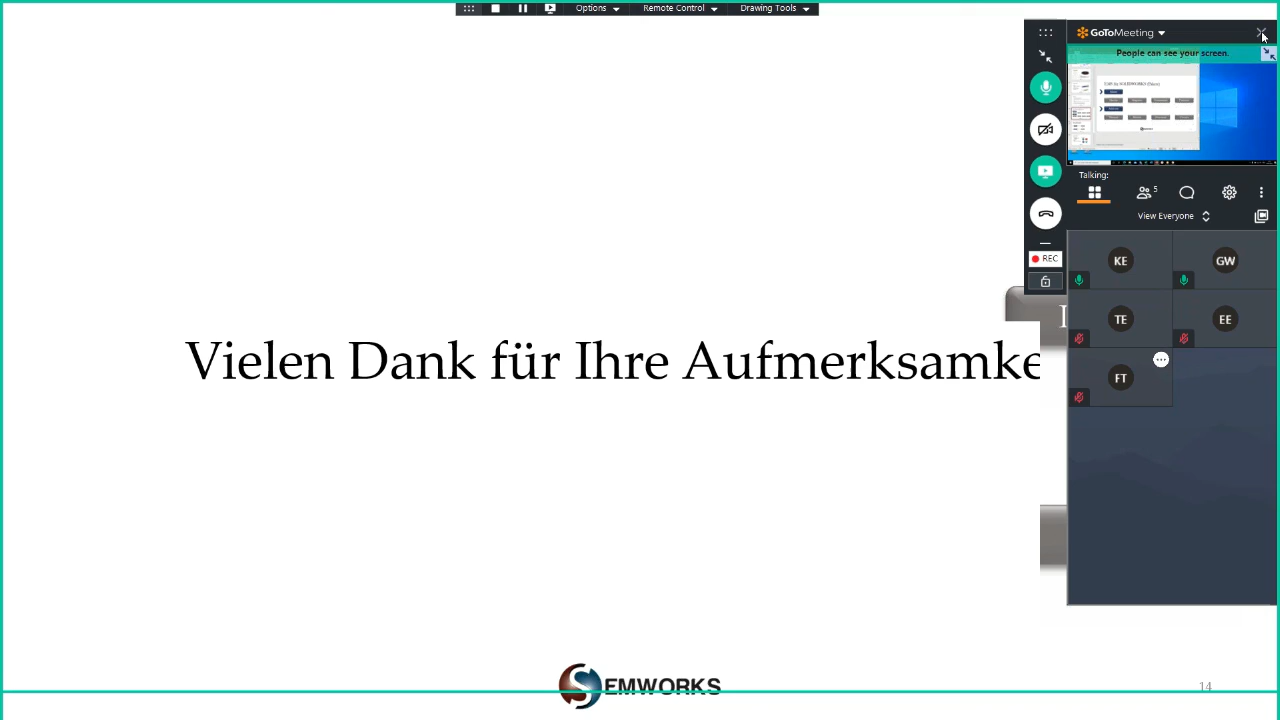 Options
Remote Control
Drawing Tools
GoToMeeting
People can see your screen.
Talking:
5
View Everyone
REC
KE
GW
TE
EE
FT
Vielen Dank für Ihre Aufmerksamke
SEMWORKS
14